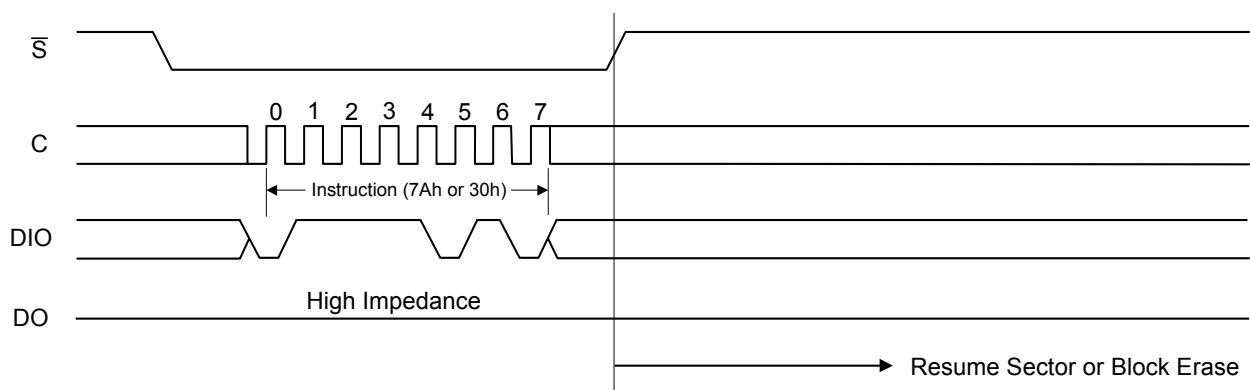 S̅
0 1 2 3 4 5 6 7
C
Instruction (7Ah or 30h)
DIO
High Impedance
DO
Resume Sector or Block Erase